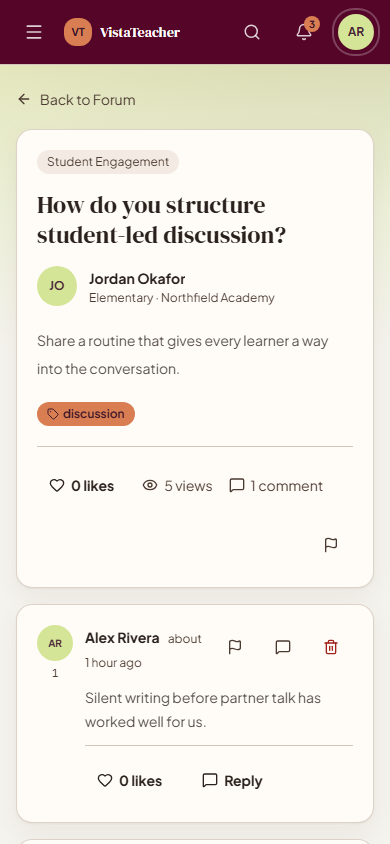 VT VistaTeacher 3 AR
Back to Forum
Student Engagement
How do you structure
student-led discussion?
JO Jordan Okafor
Elementary · Northfield Academy
Share a routine that gives every learner a way
into the conversation.
discussion
0 likes 5 views 1 comment
AR Alex Rivera about
1 hour ago
1
Silent writing before partner talk has
worked well for us.
0 likes Reply